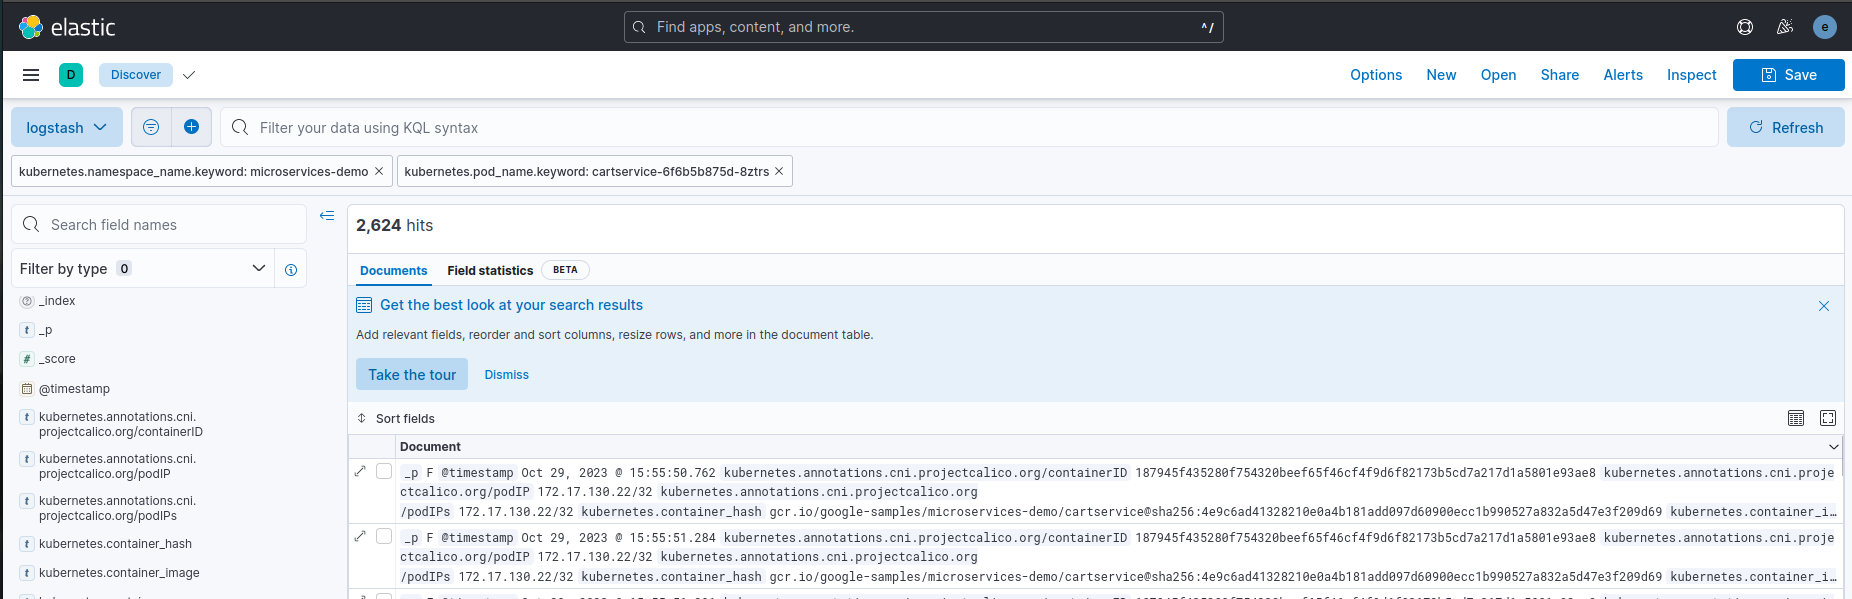 elastic
Find apps, content, and more.
^/
e
D
Discover
Options
New
Open
Share
Alerts
Inspect
Save
logstash
Filter your data using KQL syntax
Refresh
kubernetes.namespace_name.keyword: microservices-demo ×
kubernetes.pod_name.keyword: cartservice-6f6b5b875d-8ztrs ×
Search field names
Filter by type 0
_index
t _p
# _score
@timestamp
t kubernetes.annotations.cni.
projectcalico.org/containerID
t kubernetes.annotations.cni.
projectcalico.org/podIP
t kubernetes.annotations.cni.
projectcalico.org/podIPs
t kubernetes.container_hash
t kubernetes.container_image
2,624 hits
Documents
Field statistics
BETA
Get the best look at your search results
Add relevant fields, reorder and sort columns, resize rows, and more in the document table.
Take the tour
Dismiss
Sort fields
Document
_p F @timestamp Oct 29, 2023 @ 15:55:50.762 kubernetes.annotations.cni.projectcalico.org/containerID 187945f435280f754320beef65f46cf4f9d6f82173b5cd7a217d1a5801e93ae8 kubernetes.annotations.cni.proje
ctcalico.org/podIP 172.17.130.22/32 kubernetes.annotations.cni.projectcalico.org
/podIPs 172.17.130.22/32 kubernetes.container_hash gcr.io/google-samples/microservices-demo/cartservice@sha256:4e9c6ad41328210e0a4b181add097d60900ecc1b990527a832a5d47e3f209d69 kubernetes.container_i…
_p F @timestamp Oct 29, 2023 @ 15:55:51.284 kubernetes.annotations.cni.projectcalico.org/containerID 187945f435280f754320beef65f46cf4f9d6f82173b5cd7a217d1a5801e93ae8 kubernetes.annotations.cni.proje
ctcalico.org/podIP 172.17.130.22/32 kubernetes.annotations.cni.projectcalico.org
/podIPs 172.17.130.22/32 kubernetes.container_hash gcr.io/google-samples/microservices-demo/cartservice@sha256:4e9c6ad41328210e0a4b181add097d60900ecc1b990527a832a5d47e3f209d69 kubernetes.container_i…